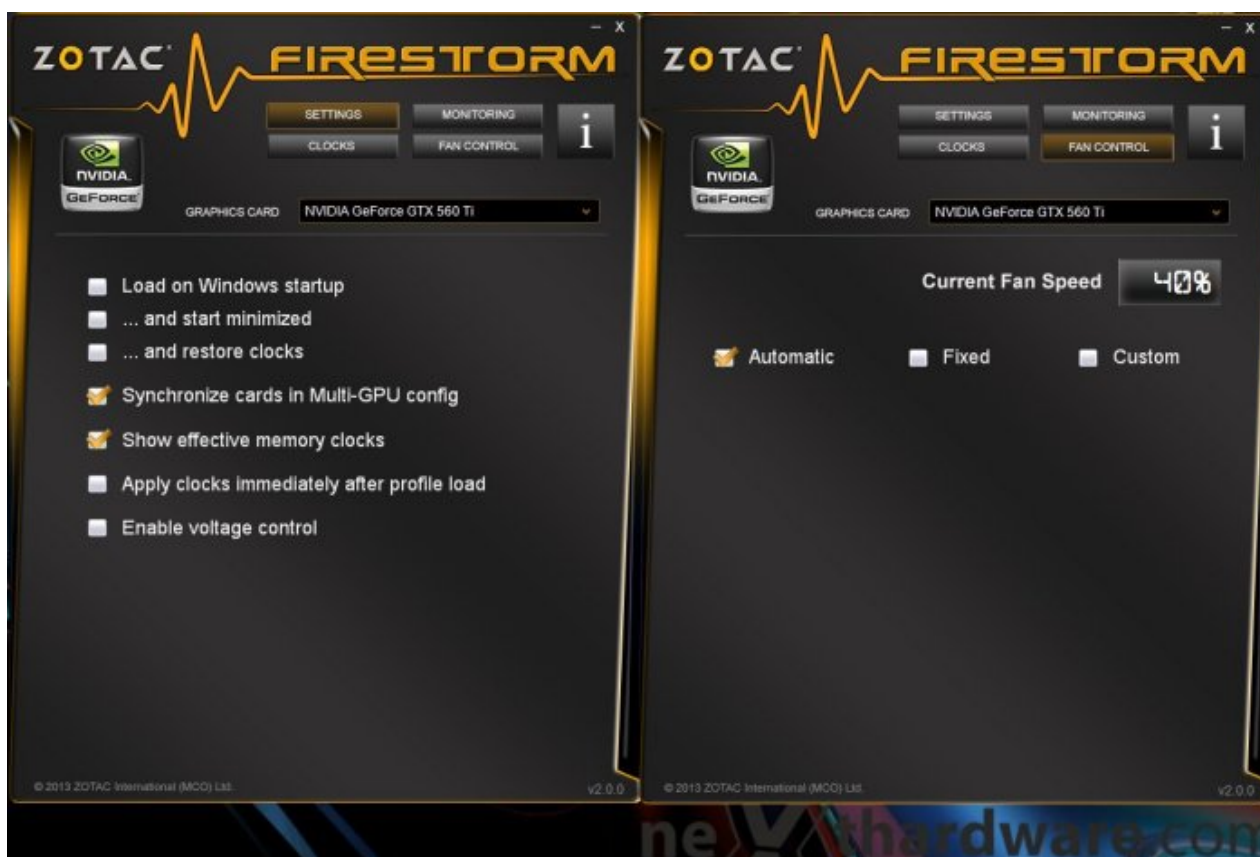 – x
ZOTAC FIRESTORM
SETTINGS MONITORING
i
CLOCKS FAN CONTROL
NVIDIA.
GEFORCE
GRAPHICS CARD NVIDIA GeForce GTX 560 Ti
Load on Windows startup
... and start minimized
... and restore clocks
Synchronize cards in Multi-GPU config
Show effective memory clocks
Apply clocks immediately after profile load
Enable voltage control
© 2013 ZOTAC International (MCO) Ltd. v2.0.0
– x
ZOTAC FIRESTORM
SETTINGS MONITORING
i
CLOCKS FAN CONTROL
NVIDIA.
GEFORCE
GRAPHICS CARD NVIDIA GeForce GTX 560 Ti
Current Fan Speed 40%
Automatic Fixed Custom
© 2013 ZOTAC International (MCO) Ltd. v2.0.0
neXthardware.com